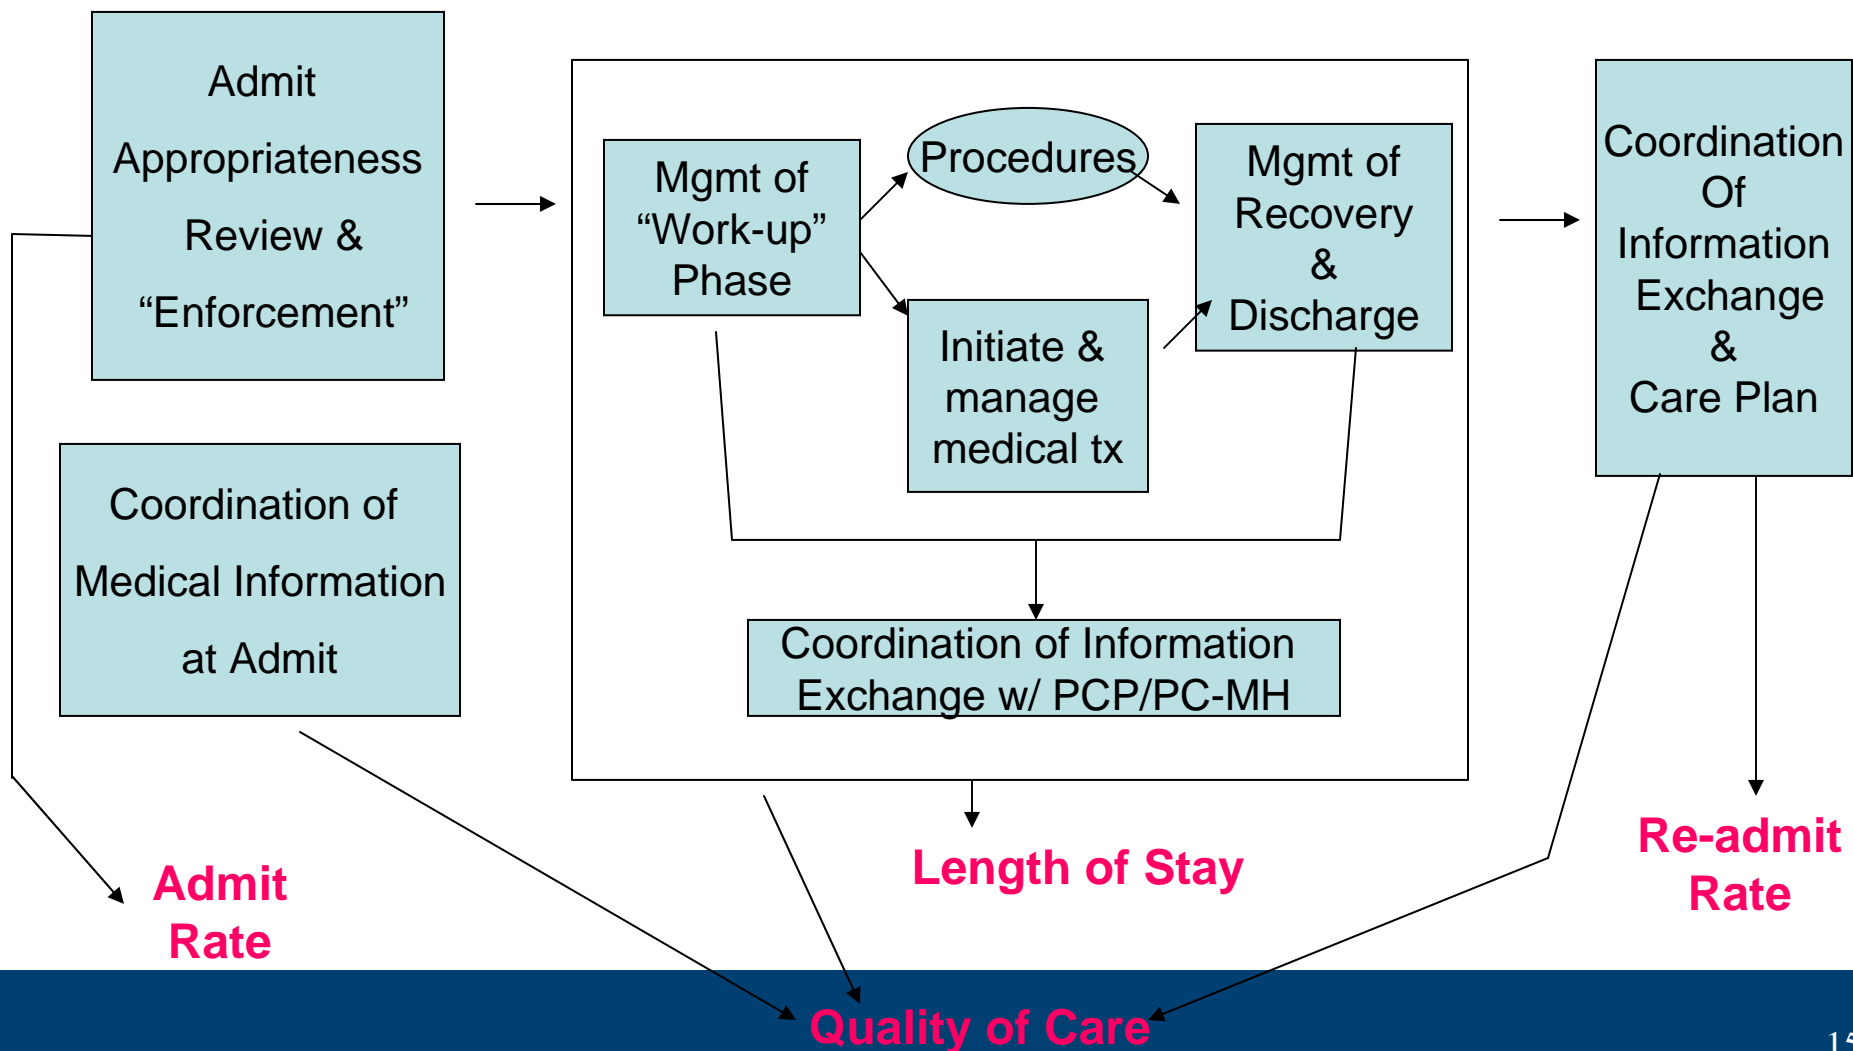 Admit
Appropriateness
Review &
“Enforcement”
Coordination of
Medical Information
at Admit
Mgmt of
“Work-up”
Phase
Procedures
Initiate &
manage
medical tx
Mgmt of
Recovery
&
Discharge
Coordination of Information
Exchange w/ PCP/PC-MH
Coordination
Of
Information
Exchange
&
Care Plan
Admit
Rate
Length of Stay
Re-admit
Rate
Quality of Care